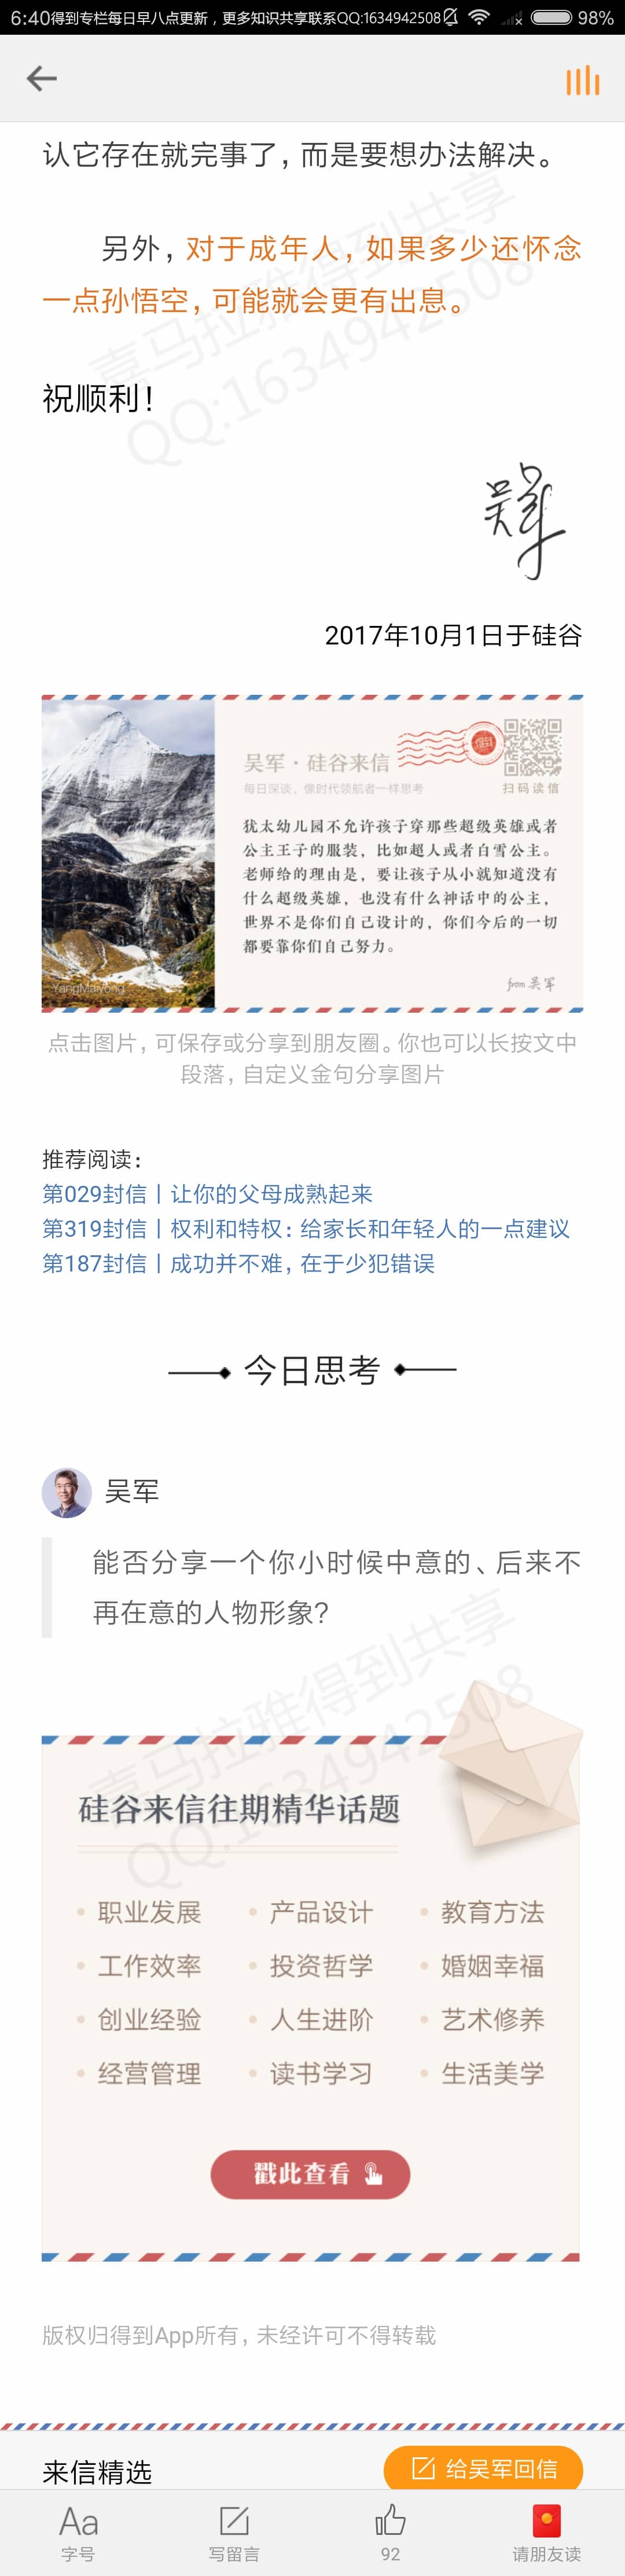 6:40得到专栏每日早八点更新，更多知识共享联系QQ:1634942508 98%
认它存在就完事了，而是要想办法解决。
另外，对于成年人，如果多少还怀念
一点孙悟空，可能就会更有出息。
喜马拉雅得到共享
QQ:1634942508
祝顺利！
吴军
2017年10月1日于硅谷
吴军·硅谷来信
每日深谈，像时代领航者一样思考
扫码读信
犹太幼儿园不允许孩子穿那些超级英雄或者
公主王子的服装，比如超人或者白雪公主。
老师给的理由是，要让孩子从小就知道没有
什么超级英雄，也没有什么神话中的公主，
世界不是你们自己设计的，你们今后的一切
都要靠你们自己努力。
from 吴军
YangMaiyong
点击图片，可保存或分享到朋友圈。你也可以长按文中
段落，自定义金句分享图片
推荐阅读：
第029封信丨让你的父母成熟起来
第319封信丨权利和特权：给家长和年轻人的一点建议
第187封信丨成功并不难，在于少犯错误
今日思考
吴军
能否分享一个你小时候中意的、后来不
再在意的人物形象？
喜马拉雅得到共享
QQ:1634942508
硅谷来信往期精华话题
职业发展 产品设计 教育方法
工作效率 投资哲学 婚姻幸福
创业经验 人生进阶 艺术修养
经营管理 读书学习 生活美学
戳此查看
版权归得到App所有，未经许可不得转载
来信精选 给吴军回信
Aa
字号 写留言 92 请朋友读